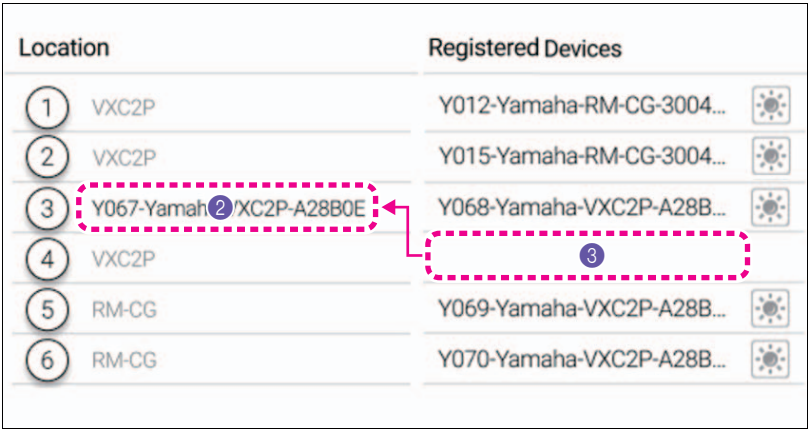 Location Registered Devices
1 VXC2P Y012-Yamaha-RM-CG-3004...
2 VXC2P Y015-Yamaha-RM-CG-3004...
3 Y067-Yamah 2 /XC2P-A28B0E Y068-Yamaha-VXC2P-A28B...
4 VXC2P 3
5 RM-CG Y069-Yamaha-VXC2P-A28B...
6 RM-CG Y070-Yamaha-VXC2P-A28B...